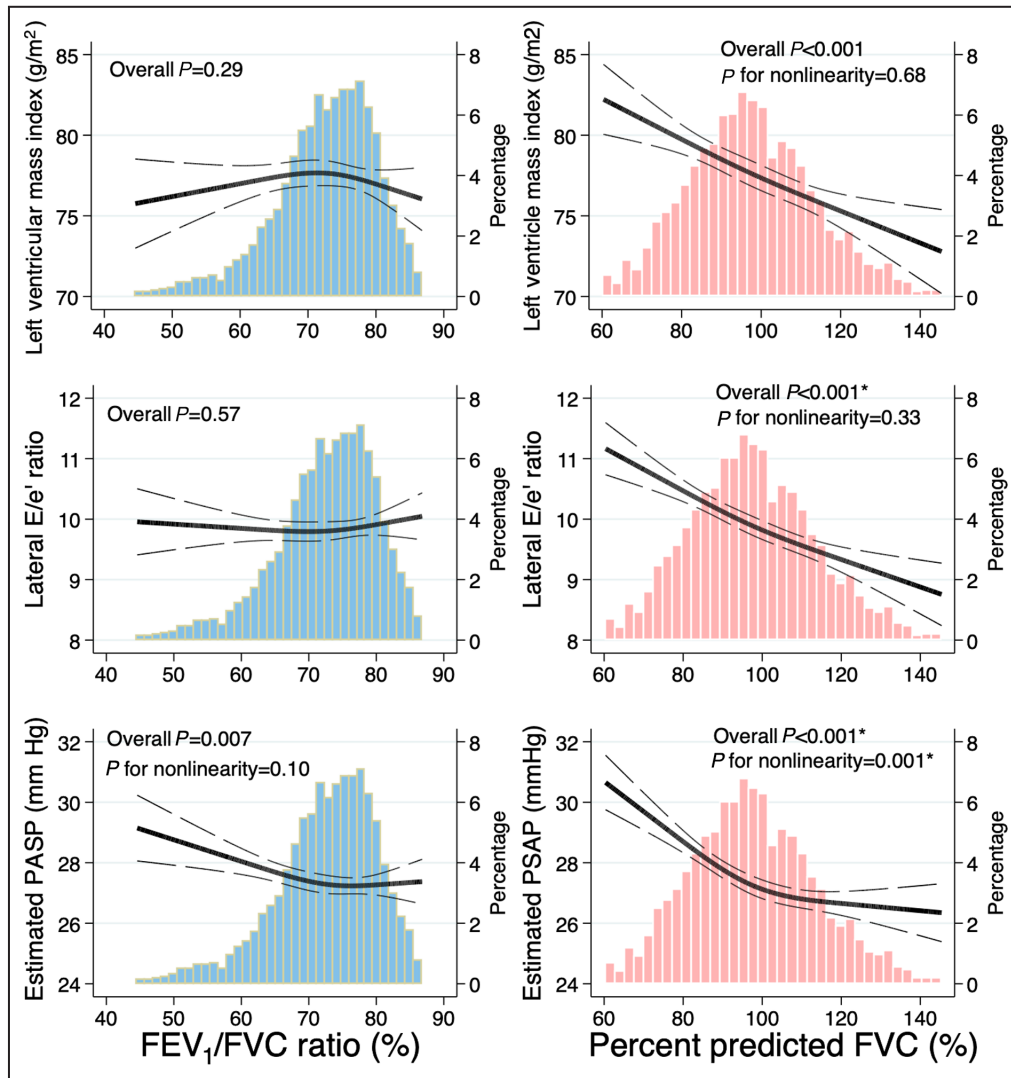 Left ventricular mass index (g/m²)
85
80
75
70
Overall P=0.29
8
6
4
2
0
Percentage
40 50 60 70 80 90
Left ventricle mass index (g/m2)
85
80
75
70
Overall P<0.001
P for nonlinearity=0.68
8
6
4
2
0
Percentage
60 80 100 120 140
Lateral E/e' ratio
12
11
10
9
8
Overall P=0.57
8
6
4
2
0
Percentage
40 50 60 70 80 90
Lateral E/e' ratio
12
11
10
9
8
Overall P<0.001*
P for nonlinearity=0.33
8
6
4
2
0
Percentage
60 80 100 120 140
Estimated PASP (mm Hg)
32
30
28
26
24
Overall P=0.007
P for nonlinearity=0.10
8
6
4
2
0
Percentage
40 50 60 70 80 90
FEV₁/FVC ratio (%)
Estimated PSAP (mmHg)
32
30
28
26
24
Overall P<0.001*
P for nonlinearity=0.001*
8
6
4
2
0
Percentage
60 80 100 120 140
Percent predicted FVC (%)